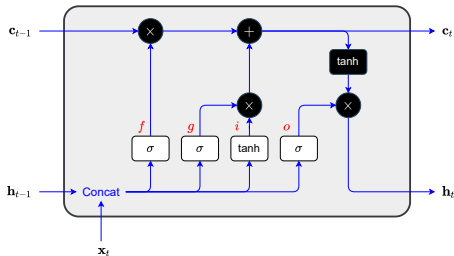 c_{t−1} × + c_t
tanh
×
×
f g i o
σ σ tanh σ
h_{t−1} Concat h_t
x_t